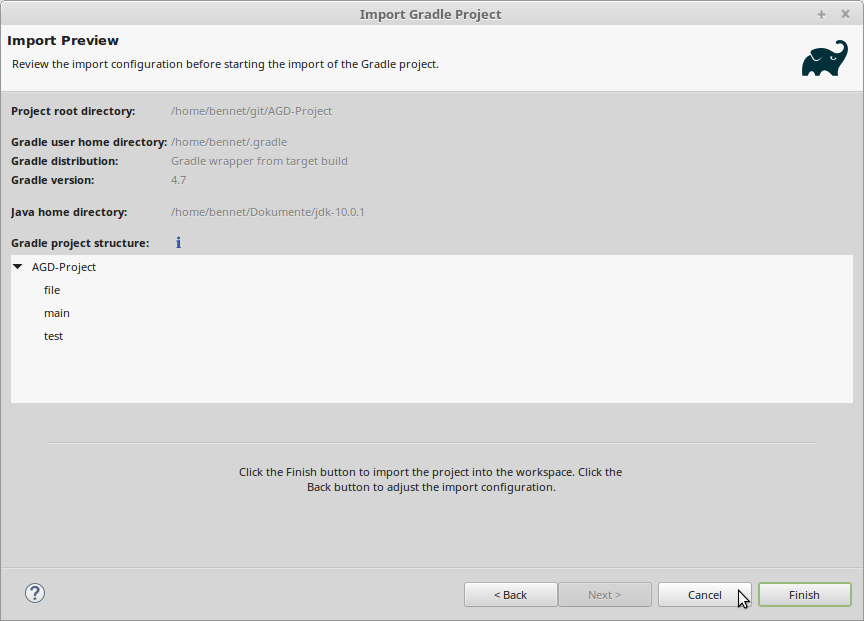 Import Gradle Project
Import Preview
Review the import configuration before starting the import of the Gradle project.
Project root directory: /home/bennet/git/AGD-Project
Gradle user home directory: /home/bennet/.gradle
Gradle distribution: Gradle wrapper from target build
Gradle version: 4.7
Java home directory: /home/bennet/Dokumente/jdk-10.0.1
Gradle project structure:
AGD-Project
file
main
test
Click the Finish button to import the project into the workspace. Click the
Back button to adjust the import configuration.
< Back Next > Cancel Finish